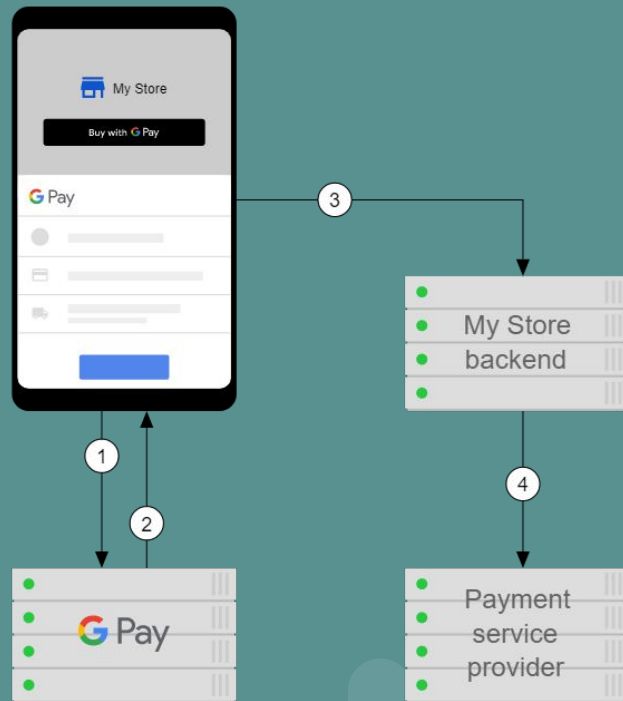 My Store
Buy with G Pay
G Pay
3
My Store
backend
1
4
2
G Pay
Payment
service
provider